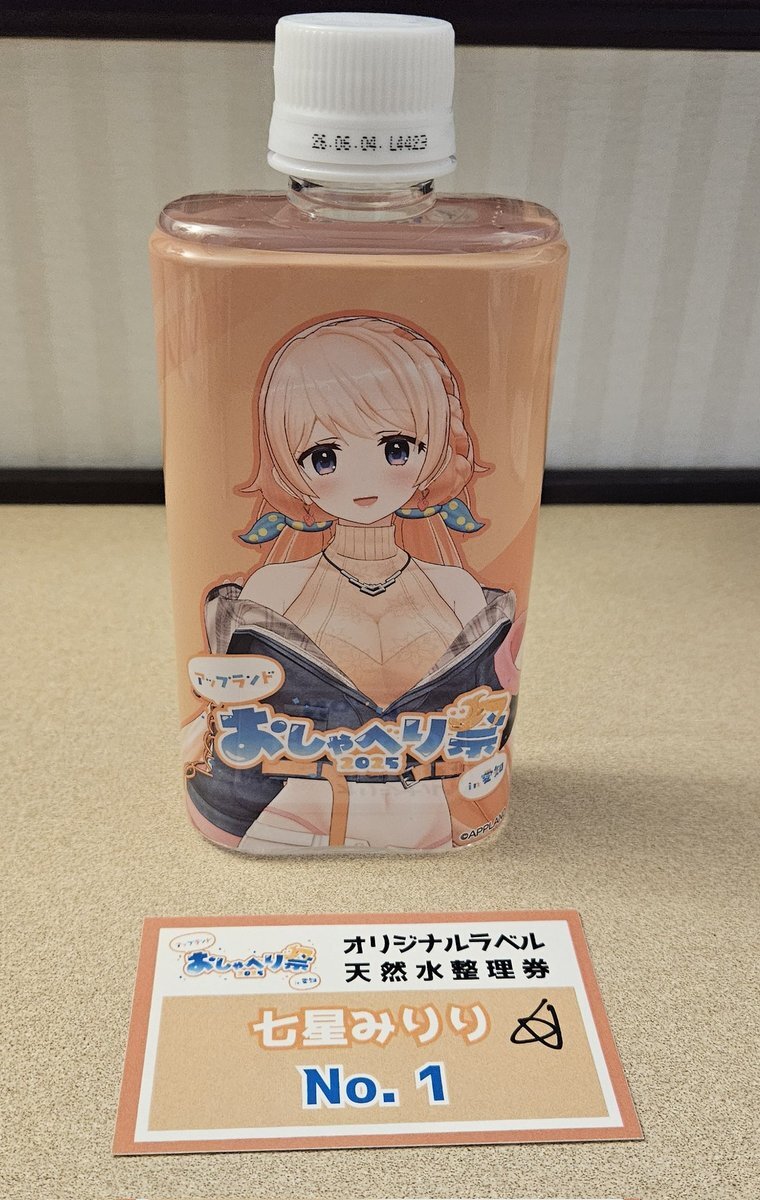 26.06.04. L4423
アップランド
おしゃべり祭
2025
in 愛知
©APPLAN
アップランド
おしゃべり祭
2025
in 愛知
オリジナルラベル
天然水整理券
七星みりり
No. 1